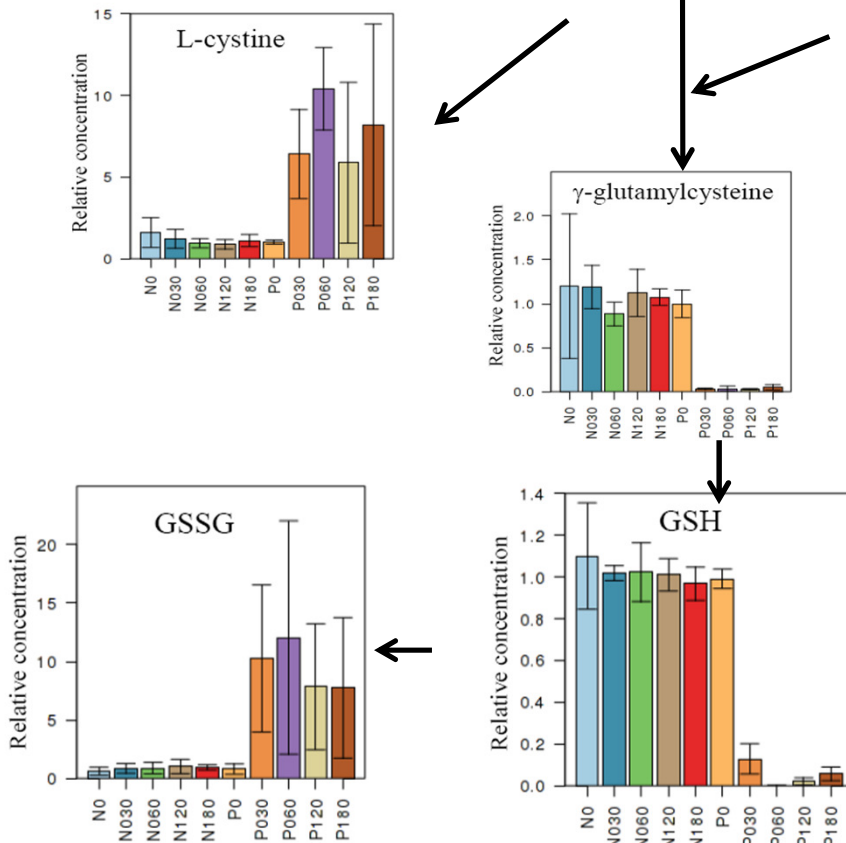 L-cystine
Relative concentration
15
10
5
0
N0 N030 N060 N120 N180 P0 P030 P060 P120 P180
γ-glutamylcysteine
Relative concentration
2.0
1.5
1.0
0.5
0.0
N0 N030 N060 N120 N180 P0 P030 P060 P120 P180
GSSG
Relative concentration
20
15
10
5
0
N0 N030 N060 N120 N180 P0 P030 P060 P120 P180
GSH
Relative concentration
1.4
1.2
1.0
0.8
0.6
0.4
0.2
0.0
N0 N030 N060 N120 N180 P0 P030 P060 P120 P180